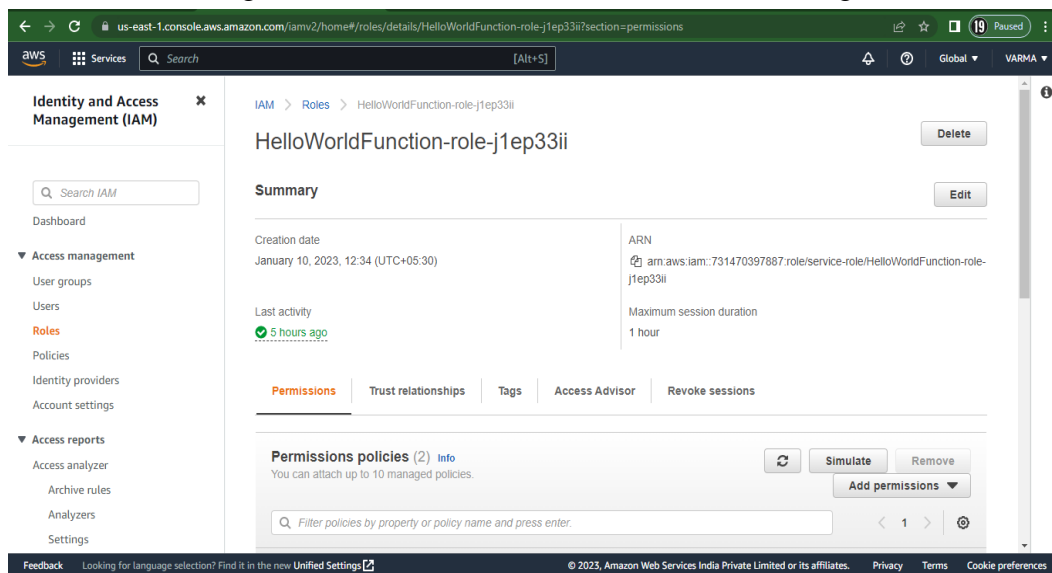 us-east-1.console.aws.amazon.com/iamv2/home#/roles/details/HelloWorldFunction-role-j1ep33ii?section=permissions
19 Paused
aws Services Search [Alt+S] Global VARMA
Identity and Access Management (IAM)
Search IAM
Dashboard
Access management
User groups
Users
Roles
Policies
Identity providers
Account settings
Access reports
Access analyzer
Archive rules
Analyzers
Settings
IAM > Roles > HelloWorldFunction-role-j1ep33ii
HelloWorldFunction-role-j1ep33ii
Delete
Summary
Edit
Creation date
January 10, 2023, 12:34 (UTC+05:30)
ARN
arn:aws:iam::731470397887:role/service-role/HelloWorldFunction-role-
j1ep33ii
Last activity
5 hours ago
Maximum session duration
1 hour
Permissions Trust relationships Tags Access Advisor Revoke sessions
Permissions policies (2) Info
You can attach up to 10 managed policies.
Simulate Remove
Add permissions
Filter policies by property or policy name and press enter.
1
Feedback Looking for language selection? Find it in the new Unified Settings © 2023, Amazon Web Services India Private Limited or its affiliates. Privacy Terms Cookie preferences